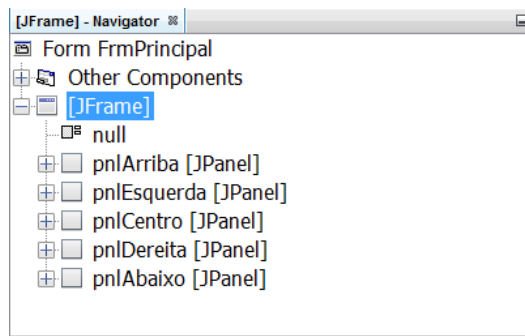 [JFrame] - Navigator
Form FrmPrincipal
Other Components
[JFrame]
null
pnlArriba [JPanel]
pnlEsquerda [JPanel]
pnlCentro [JPanel]
pnlDereita [JPanel]
pnlAbaixo [JPanel]